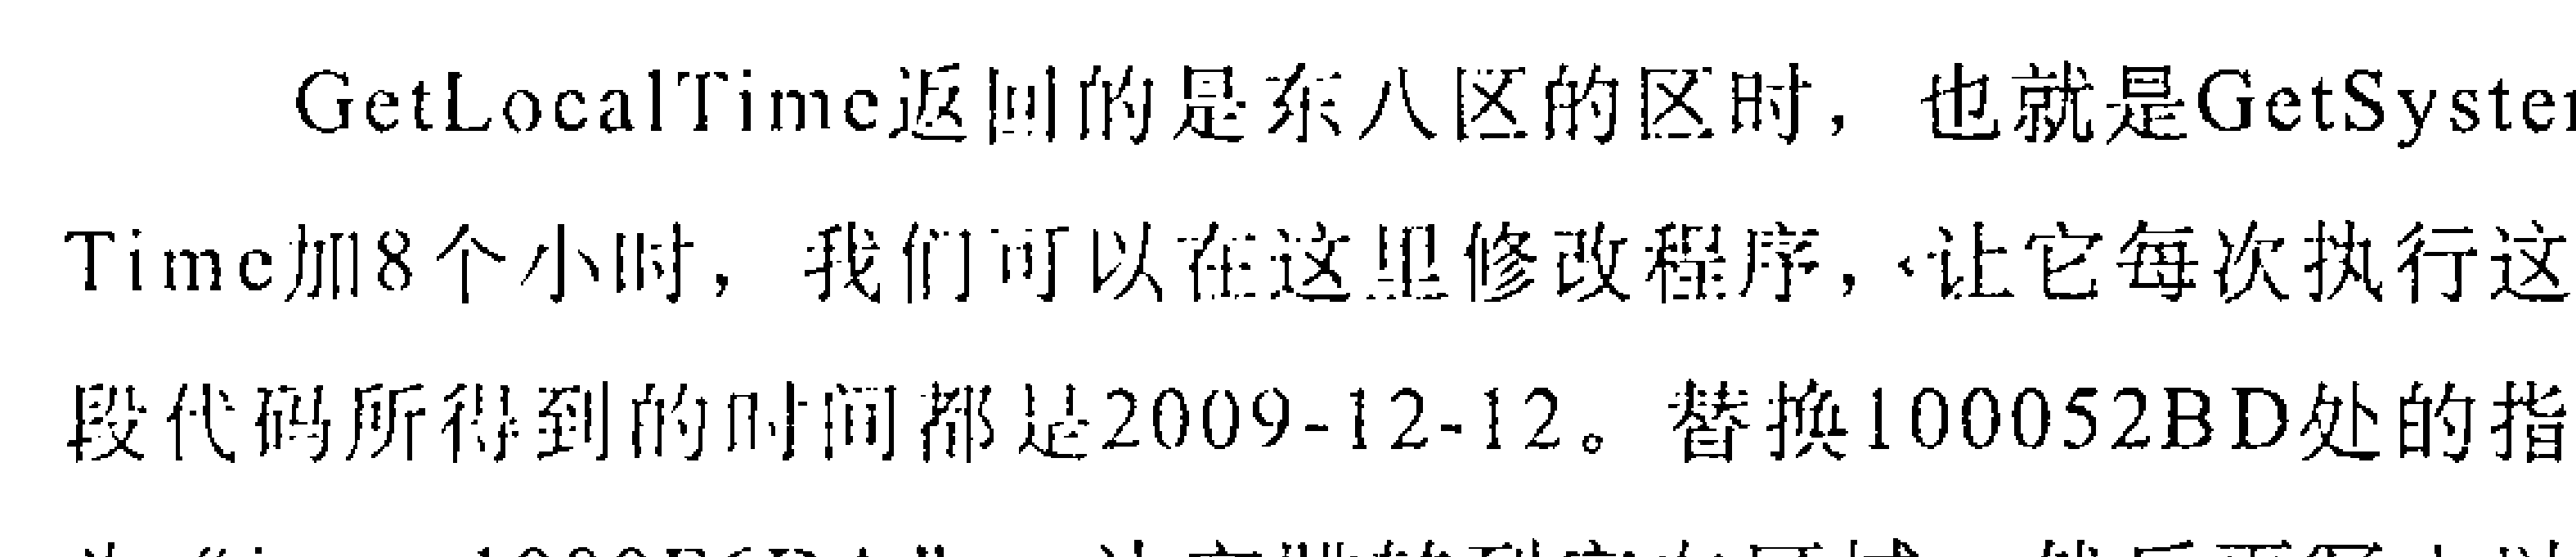 GetLocalTime返回的是东八区的区时，也就是GetSyste
Time加8个小时，我们可以在这里修改程序，让它每次执行这
段代码所得到的时间都是2009-12-12。替换100052BD处的指